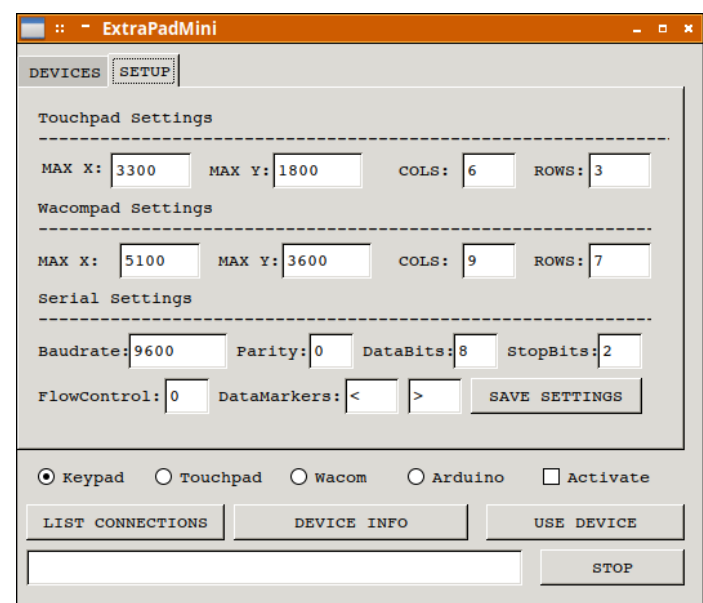 ExtraPadMini
DEVICES SETUP
Touchpad Settings
MAX X: 3300 MAX Y: 1800 COLS: 6 ROWS: 3
Wacompad Settings
MAX X: 5100 MAX Y: 3600 COLS: 9 ROWS: 7
Serial Settings
Baudrate: 9600 Parity: 0 DataBits: 8 StopBits: 2
FlowControl: 0 DataMarkers: < > SAVE SETTINGS
Keypad Touchpad Wacom Arduino Activate
LIST CONNECTIONS DEVICE INFO USE DEVICE
STOP